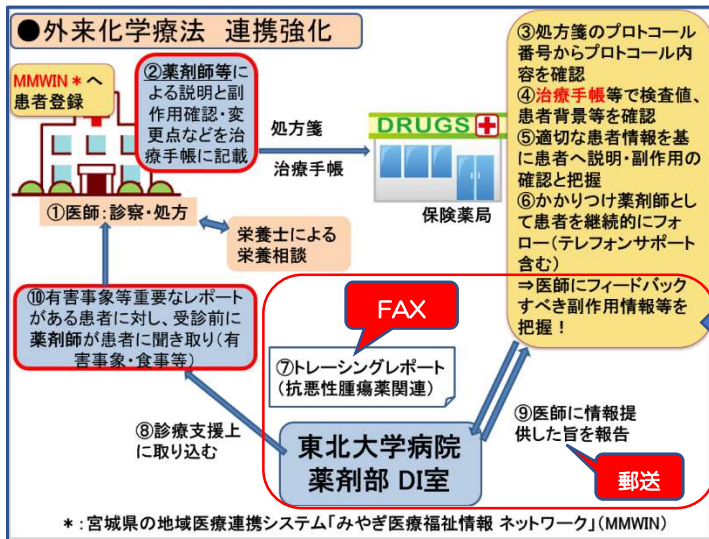 ●外来化学療法 連携強化
MMWIN＊へ
患者登録
②薬剤師等に
よる説明と副
作用確認・変
更点などを治
療手帳に記載
処方箋
治療手帳
DRUGS
保険薬局
①医師：診察・処方
栄養士による
栄養相談
③処方箋のプロトコール
番号からプロトコール内
容を確認
④治療手帳等で検査値、
患者背景等を確認
⑤適切な患者情報を基
に患者へ説明・副作用の
確認と把握
⑥かかりつけ薬剤師とし
て患者を継続的にフォ
ロー（テレフォンサポート
含む）
⇒医師にフィードバック
すべき副作用情報等を
把握！
FAX
⑦トレーシングレポート
（抗悪性腫瘍薬関連）
⑩有害事象等重要なレポート
がある患者に対し、受診前に
薬剤師が患者に聞き取り（有
害事象・食事等）
⑧診療支援上
に取り込む
東北大学病院
薬剤部 DI室
⑨医師に情報提
供した旨を報告
郵送
＊：宮城県の地域医療連携システム「みやぎ医療福祉情報 ネットワーク」（MMWIN）